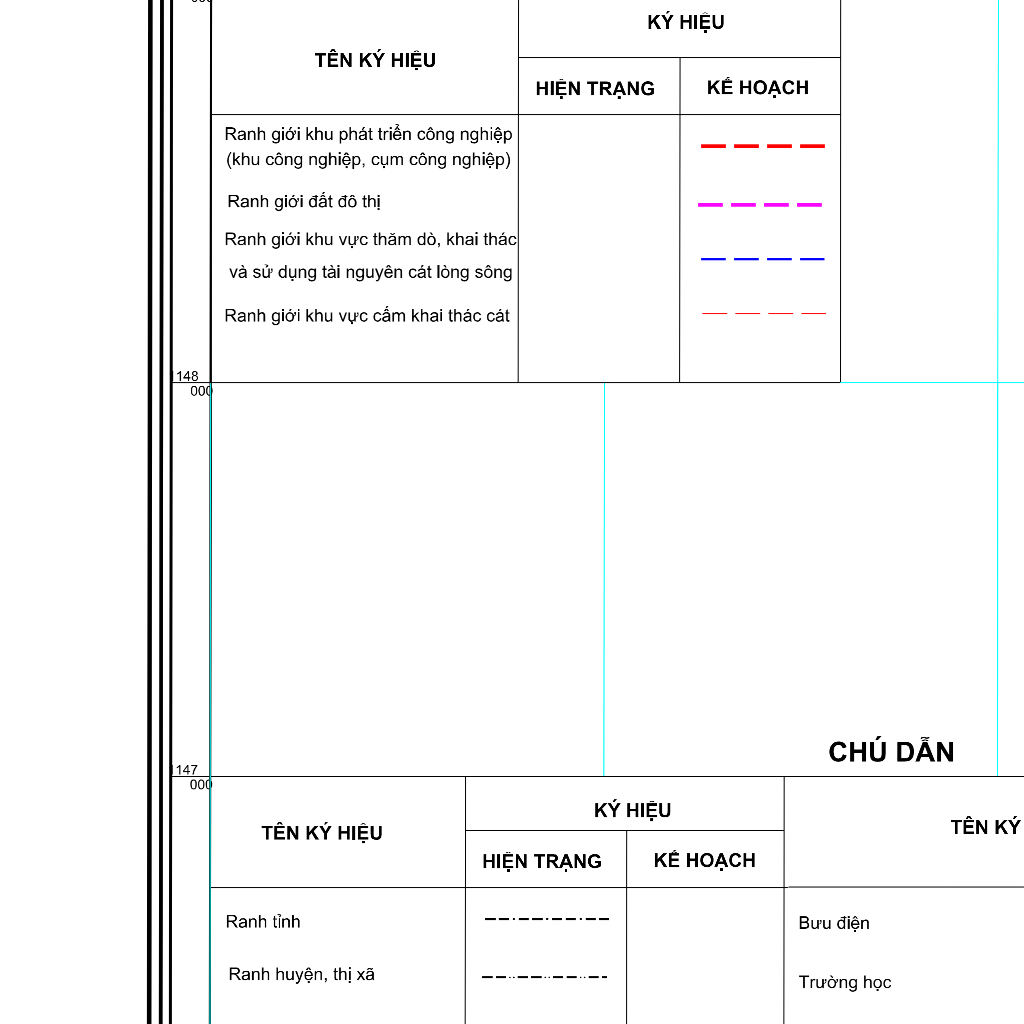 KÝ HIỆU
TÊN KÝ HIỆU
HIỆN TRẠNG
KẾ HOẠCH
Ranh giới khu phát triển công nghiệp
(khu công nghiệp, cụm công nghiệp)
Ranh giới đất đô thị
Ranh giới khu vực thăm dò, khai thác
và sử dụng tài nguyên cát lòng sông
Ranh giới khu vực cấm khai thác cát
1148
000
CHÚ DẪN
1147
000
KÝ HIỆU
TÊN KÝ HIỆU
TÊN KÝ
HIỆN TRẠNG
KẾ HOẠCH
Ranh tỉnh
Bưu điện
Ranh huyện, thị xã
Trường học